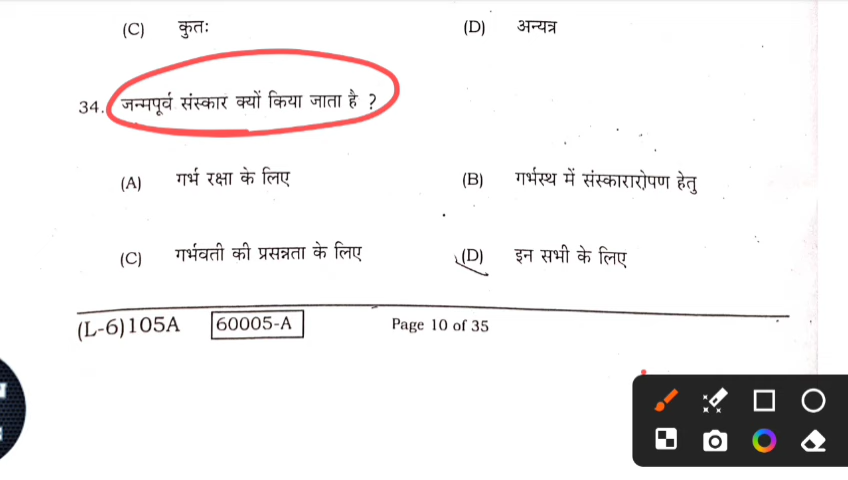 (C) कुतः (D) अन्यत्र
34. जन्मपूर्व संस्कार क्यों किया जाता है ?
(A) गर्भ रक्षा के लिए (B) गर्भस्थ में संस्कारारोपण हेतु
(C) गर्भवती की प्रसन्नता के लिए (D) इन सभी के लिए
(L-6)105A 60005-A Page 10 of 35